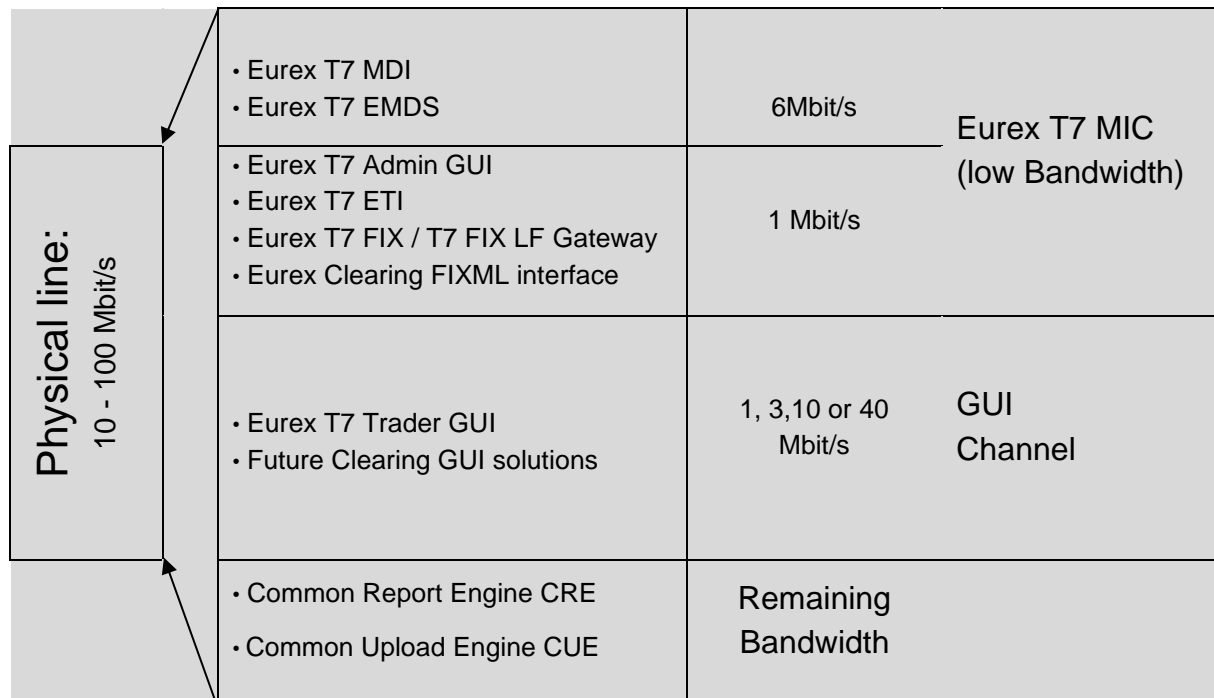 Physical line:
10 - 100 Mbit/s
• Eurex T7 MDI
• Eurex T7 EMDS
6Mbit/s
Eurex T7 MIC
(low Bandwidth)
• Eurex T7 Admin GUI
• Eurex T7 ETI
• Eurex T7 FIX / T7 FIX LF Gateway
• Eurex Clearing FIXML interface
1 Mbit/s
• Eurex T7 Trader GUI
• Future Clearing GUI solutions
1, 3,10 or 40
Mbit/s
GUI
Channel
• Common Report Engine CRE
• Common Upload Engine CUE
Remaining
Bandwidth